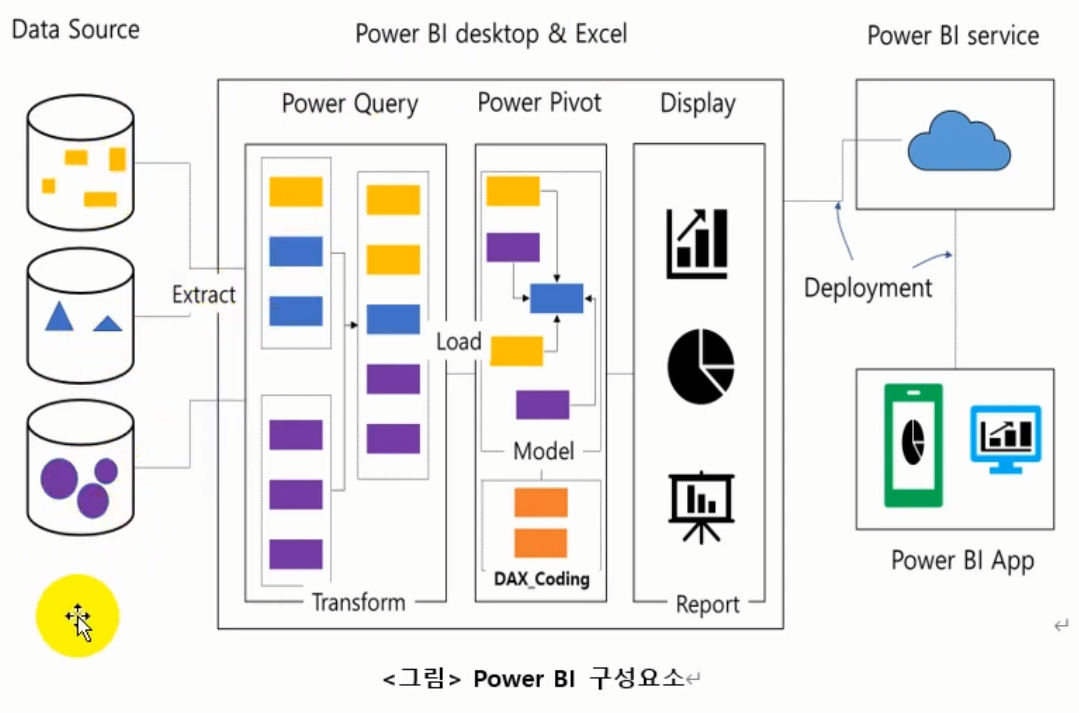 Data Source
Power BI desktop & Excel
Power BI service
Power Query
Power Pivot
Display
Extract
Load
Deployment
Model
DAX_Coding
Transform
Report
Power BI App
<그림> Power BI 구성요소